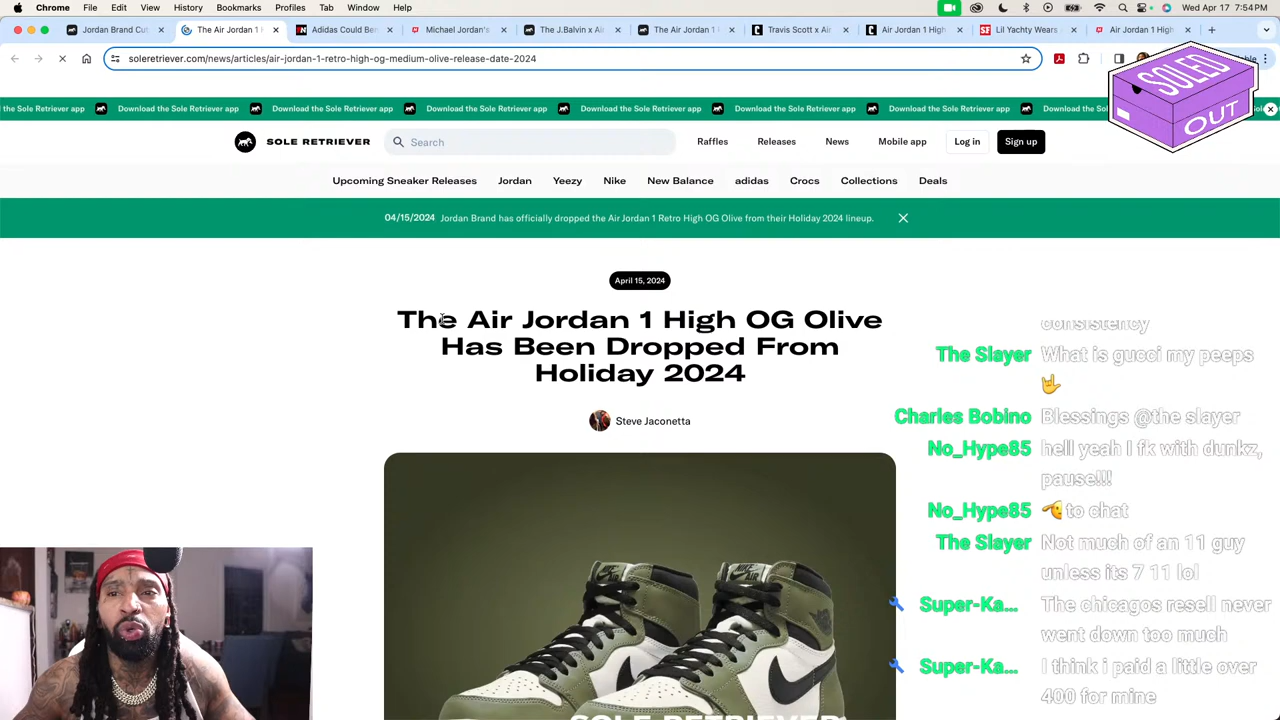 Chrome File Edit View History Bookmarks Profiles Tab Window Help Wed Apr 17 7:54 PM
Jordan Brand Cut The Air Jordan 1 H Adidas Could Ben Michael Jordan's The J.Balvin x Air The Air Jordan 1 R Travis Scott x Air Air Jordan 1 High Lil Yachty Wears Air Jordan 1 High
soleretriever.com/news/articles/air-jordan-1-retro-high-og-medium-olive-release-date-2024
SOLES
OUT
the Sole Retriever app Download the Sole Retriever app Download the Sole Retriever app Download the Sole Retriever app Download the Sole Retriever app Download the Sole Retriever app Download the Sole Retriever app
SOLE RETRIEVER Search Raffles Releases News Mobile app Log in Sign up
Upcoming Sneaker Releases Jordan Yeezy Nike New Balance adidas Crocs Collections Deals
04/15/2024 Jordan Brand has officially dropped the Air Jordan 1 Retro High OG Olive from their Holiday 2024 lineup.
April 15, 2024
The Air Jordan 1 High OG Olive
Has Been Dropped From
Holiday 2024
Steve Jaconetta
NIKE AIR
SOLE RETRIEVER
consistency
The Slayer What is gucci my peeps
🤟
Charles Bobino Blessings @the slayer
No_Hype85 hell yeah I fk with dunkz,
pause!!!
No_Hype85 🫡 to chat
The Slayer Not much of an 11 guy
unless its 7 11 lol
Super-Ka... The chicagos resell never
went down too much
Super-Ka... I think i paid a little over
400 for mine